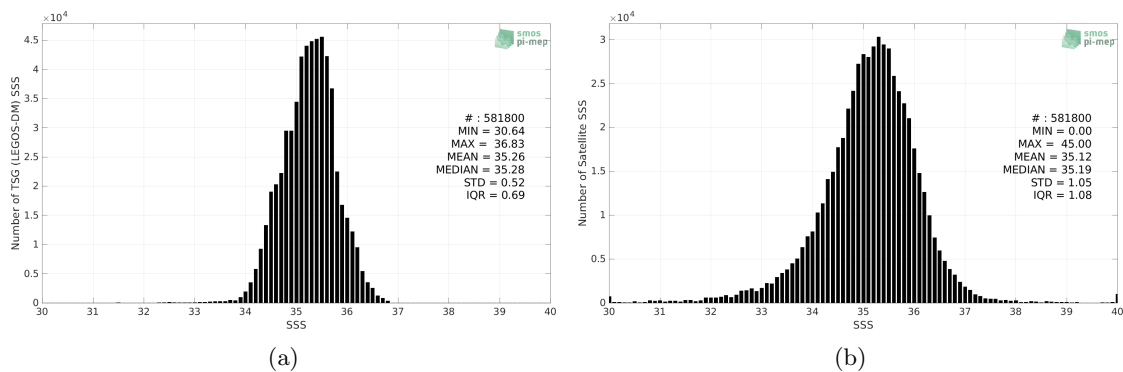 ×10⁴
4.5
4
3.5
3
2.5
2
1.5
1
0.5
0
30 31 32 33 34 35 36 37 38 39 40
SSS
Number of TSG (LEGOS-DM) SSS
smos
pi-mep
# : 581800
MIN = 30.64
MAX = 36.83
MEAN = 35.26
MEDIAN = 35.28
STD = 0.52
IQR = 0.69
(a)
×10⁴
3
2.5
2
1.5
1
0.5
0
30 31 32 33 34 35 36 37 38 39 40
SSS
Number of Satellite SSS
smos
pi-mep
# : 581800
MIN = 0.00
MAX = 45.00
MEAN = 35.12
MEDIAN = 35.19
STD = 1.05
IQR = 1.08
(b)